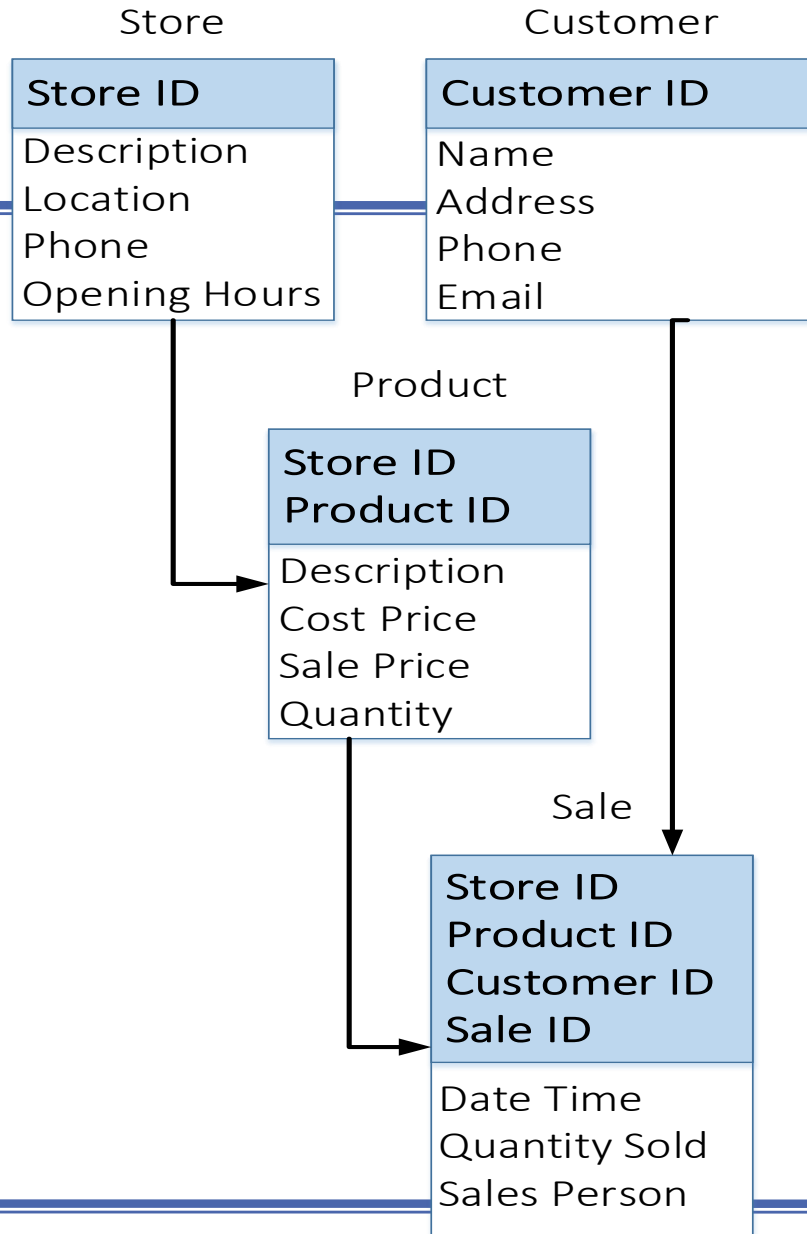 Store
Store ID
Description
Location
Phone
Opening Hours
Customer
Customer ID
Name
Address
Phone
Email
Product
Store ID
Product ID
Description
Cost Price
Sale Price
Quantity
Sale
Store ID
Product ID
Customer ID
Sale ID
Date Time
Quantity Sold
Sales Person